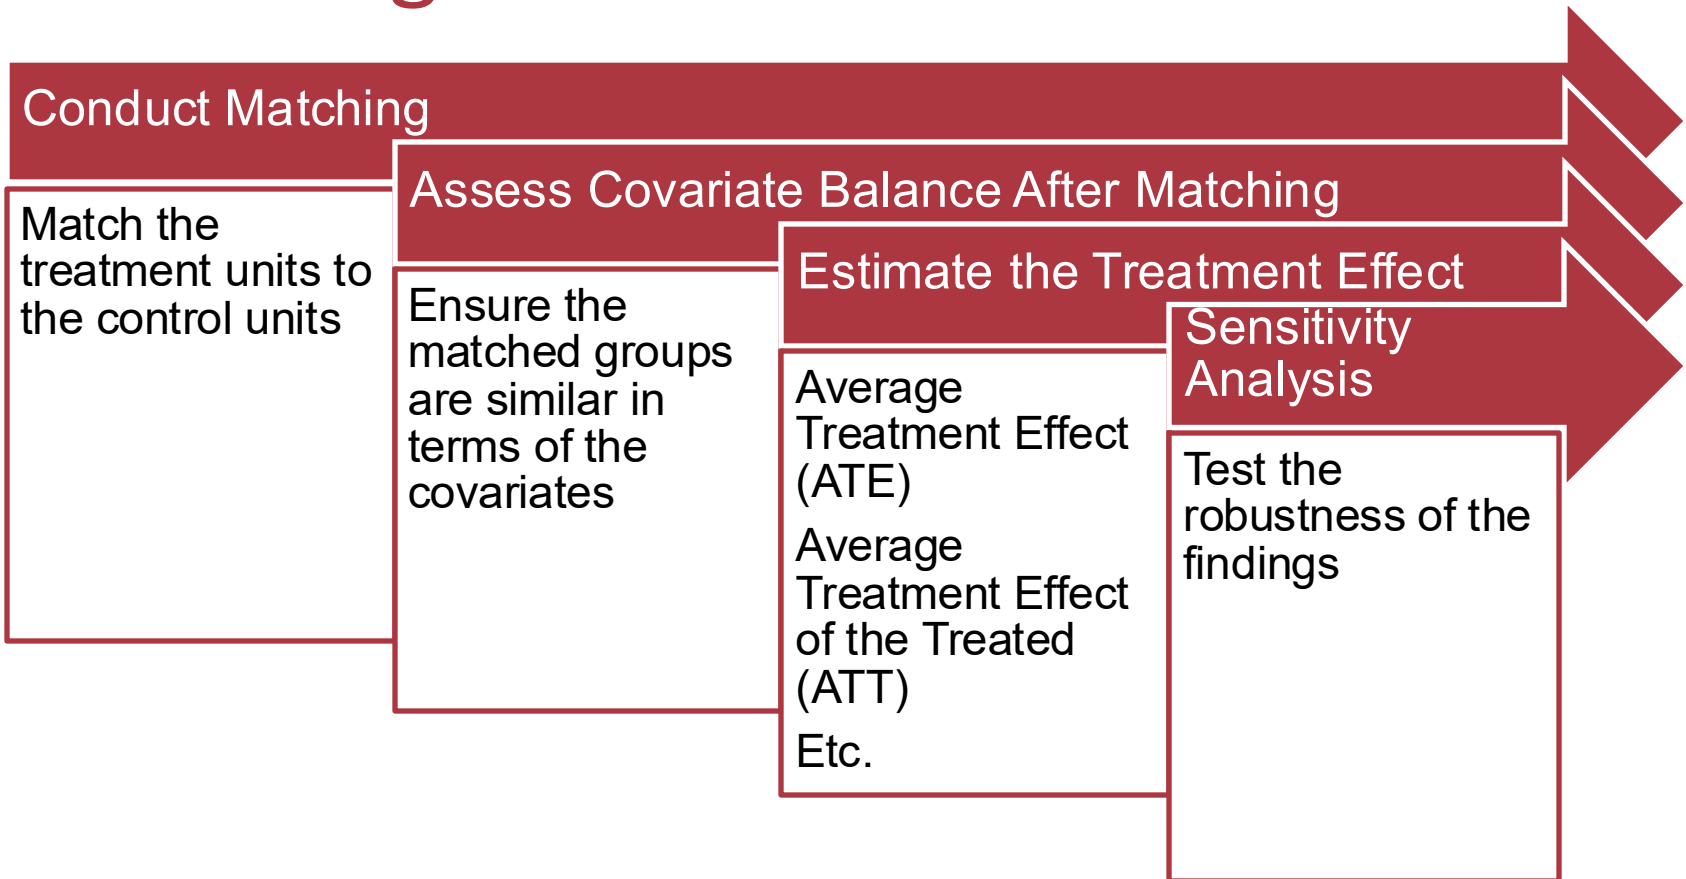 Conduct Matching
Match the
treatment units to
the control units
Assess Covariate Balance After Matching
Ensure the
matched groups
are similar in
terms of the
covariates
Estimate the Treatment Effect
Average
Treatment Effect
(ATE)
Average
Treatment Effect
of the Treated
(ATT)
Etc.
Sensitivity
Analysis
Test the
robustness of the
findings